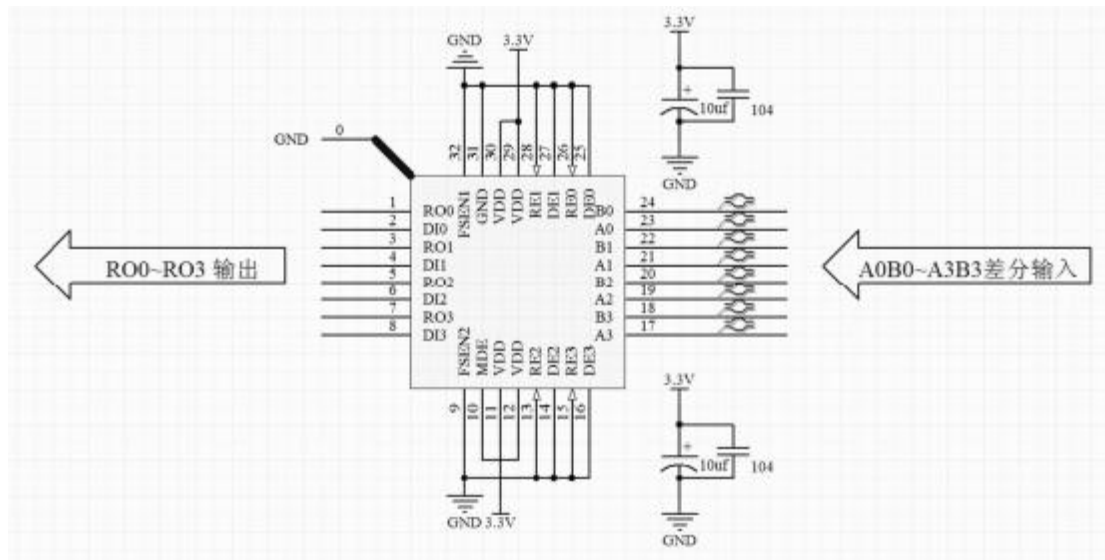 3.3V
GND
3.3V
10uf
104
GND
0
GND
32
31
30
29
28
27
26
25
FSEN1
GND
VDD
VDD
RE1
DE1
RE0
DE0
1
RO0
2
DI0
3
RO1
4
DI1
5
RO2
6
DI2
7
RO3
8
DI3
24
B0
23
A0
22
B1
21
A1
20
B2
19
A2
18
B3
17
A3
RO0~RO3 输出
A0B0~A3B3差分输入
FSEN2
MDE
VDD
VDD
RE2
DE2
RE3
DE3
9
10
11
12
13
14
15
16
GND
3.3V
3.3V
10uf
104
GND